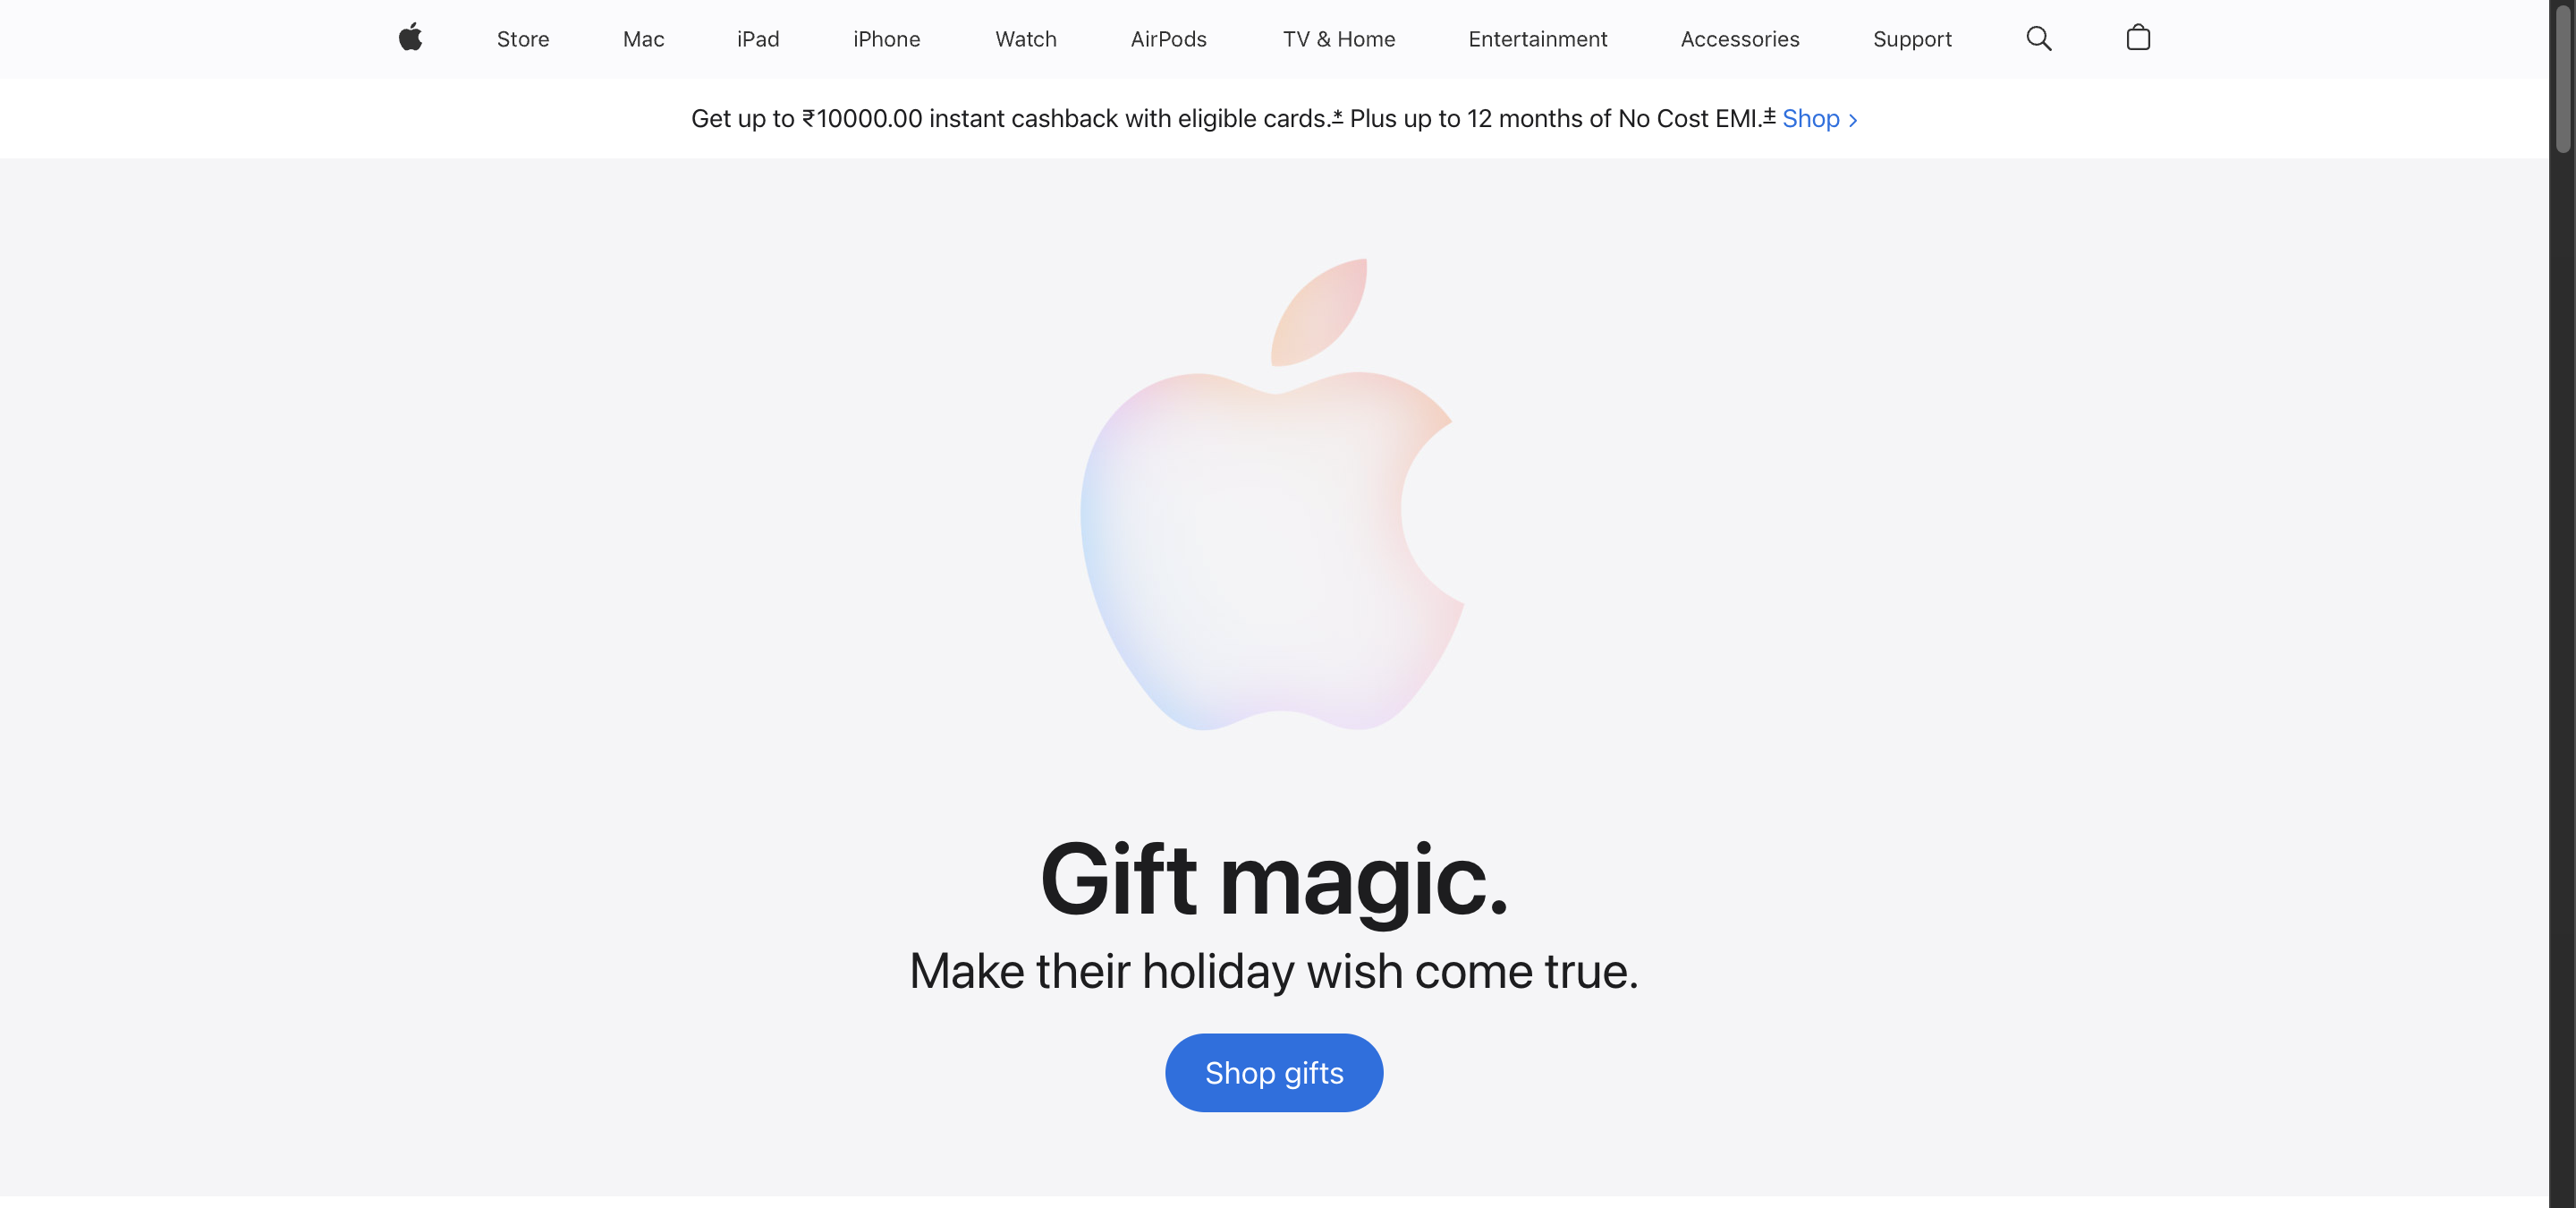 Store Mac iPad iPhone Watch AirPods TV & Home Entertainment Accessories Support
Get up to ₹10000.00 instant cashback with eligible cards.* Plus up to 12 months of No Cost EMI.‡ Shop >
Gift magic.
Make their holiday wish come true.
Shop gifts